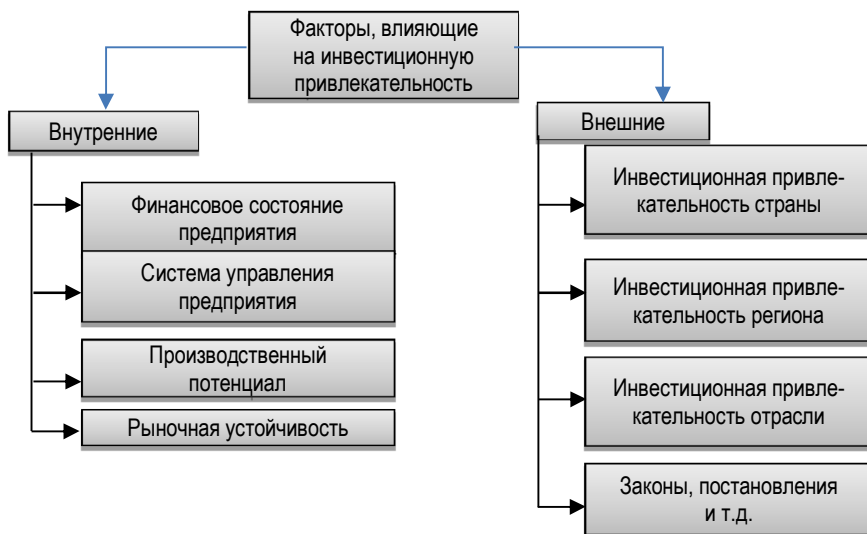 Факторы, влияющие
на инвестиционную
привлекательность
Внутренние
Финансовое состояние
предприятия
Система управления
предприятия
Производственный
потенциал
Рыночная устойчивость
Внешние
Инвестиционная привле-
кательность страны
Инвестиционная привле-
кательность региона
Инвестиционная привле-
кательность отрасли
Законы, постановления
и т.д.